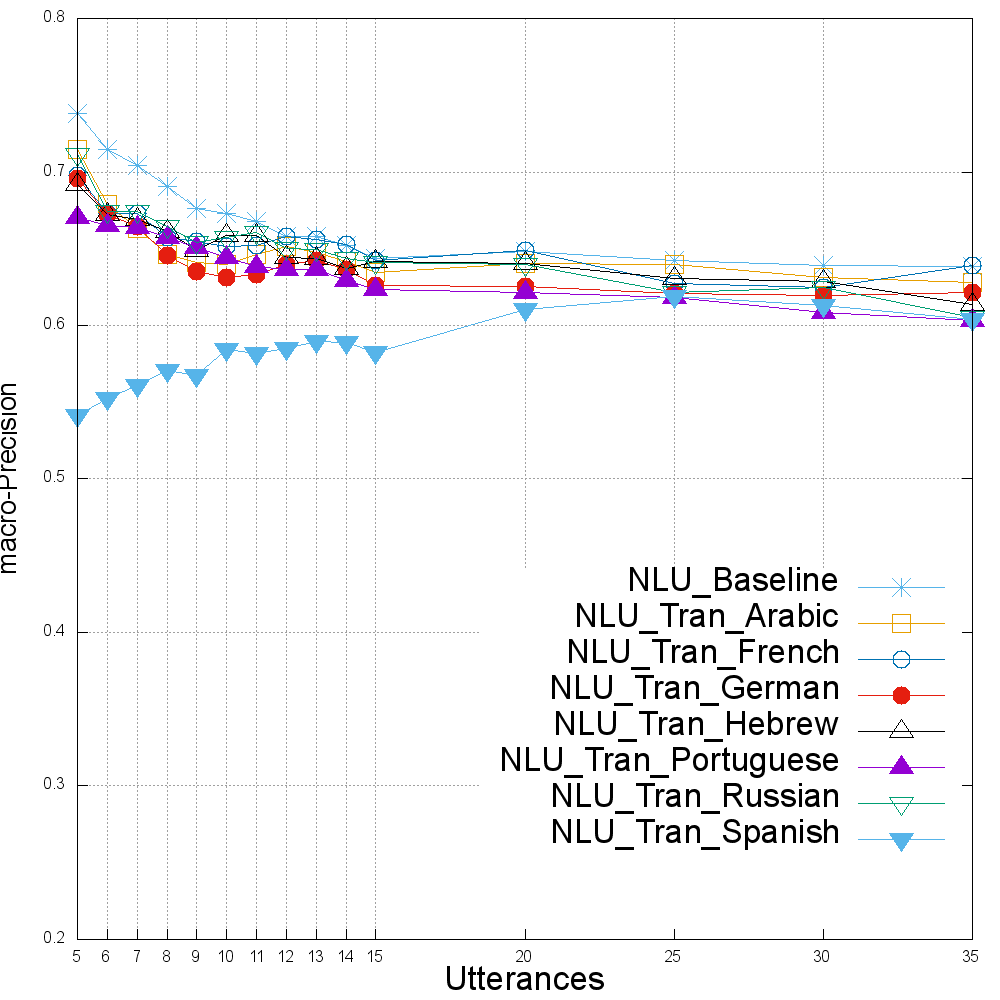 0.8
0.7
0.6
0.5
0.4
0.3
0.2
macro-Precision
NLU_Baseline
NLU_Tran_Arabic
NLU_Tran_French
NLU_Tran_German
NLU_Tran_Hebrew
NLU_Tran_Portuguese
NLU_Tran_Russian
NLU_Tran_Spanish
5 6 7 8 9 10 11 12 13 14 15 20 25 30 35
Utterances